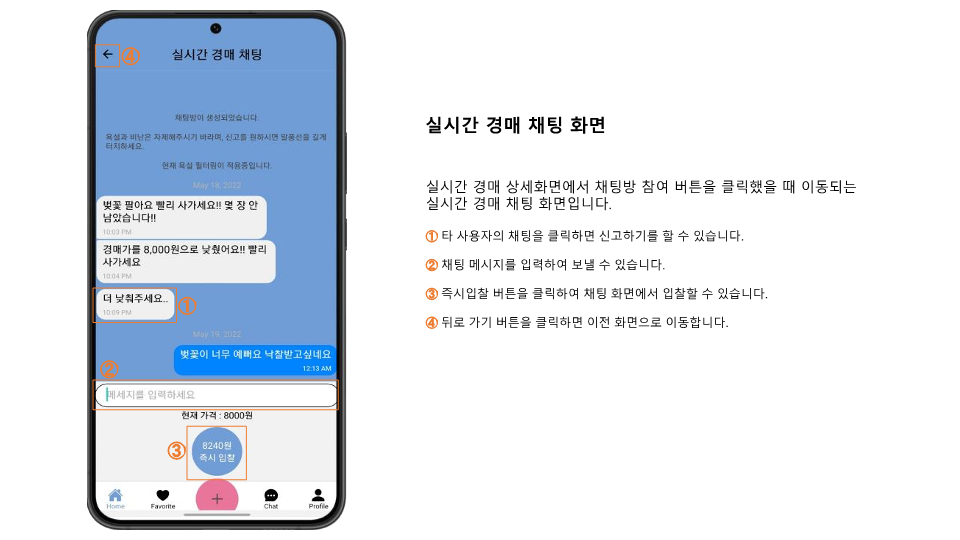 ④
실시간 경매 채팅
채팅방이 생성되었습니다.
욕설과 비난은 자제해주시기 바라며, 신고를 원하시면 말풍선을 길게
터치하세요.
현재 욕설 필터링이 적용중입니다.
May 18, 2022
벚꽃 팔아요 빨리 사가세요!! 몇 장 안
남았습니다!!
10:03 PM
경매가를 8,000원으로 낮췄어요!! 빨리
사가세요
10:04 PM
더 낮춰주세요..
10:09 PM
①
May 19, 2022
벚꽃이 너무 예뻐요 낙찰받고싶네요
12:13 AM
②
메세지를 입력하세요
현재 가격 : 8000원
③
8240원
즉시 입찰
Home
Favorite
+
Chat
Profile
실시간 경매 채팅 화면
실시간 경매 상세화면에서 채팅방 참여 버튼을 클릭했을 때 이동되는
실시간 경매 채팅 화면입니다.
① 타 사용자의 채팅을 클릭하면 신고하기를 할 수 있습니다.
② 채팅 메시지를 입력하여 보낼 수 있습니다.
③ 즉시입찰 버튼을 클릭하여 채팅 화면에서 입찰할 수 있습니다.
④ 뒤로 가기 버튼을 클릭하면 이전 화면으로 이동합니다.